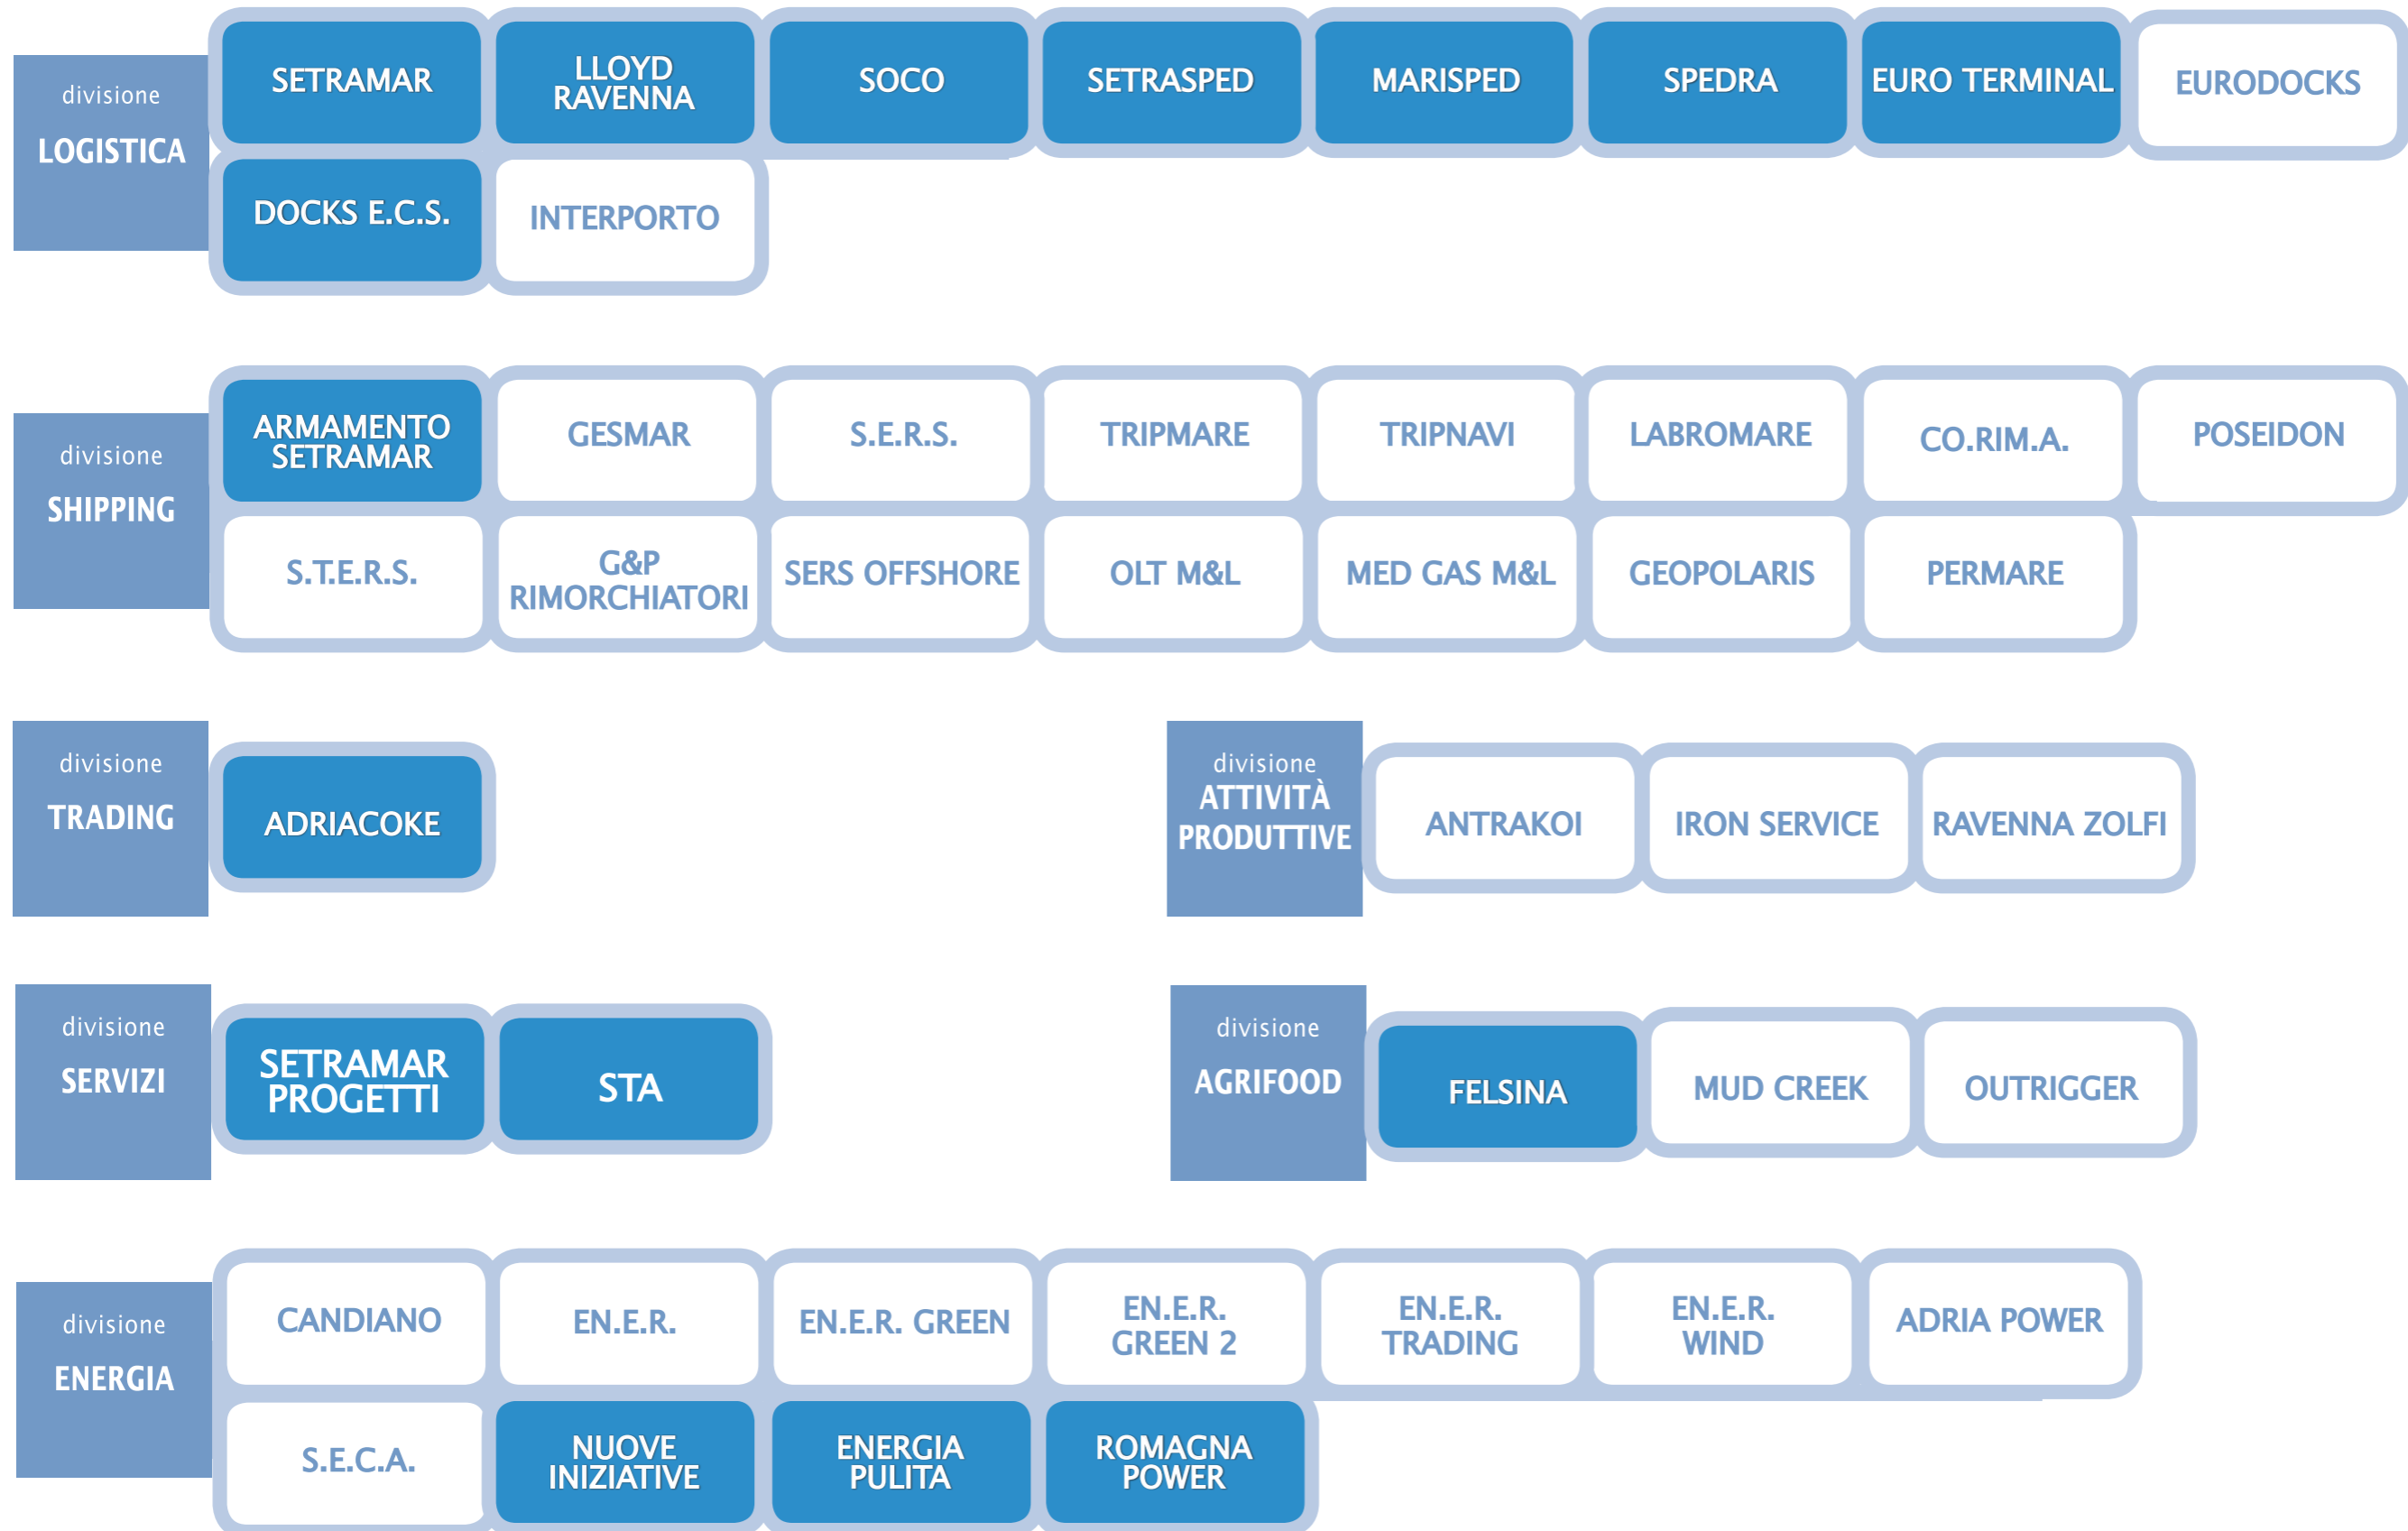 divisione
LOGISTICA
SETRAMAR
LLOYD
RAVENNA
SOCO
SETRASPED
MARISPED
SPEDRA
EURO TERMINAL
EURODOCKS
DOCKS E.C.S.
INTERPORTO
divisione
SHIPPING
ARMAMENTO
SETRAMAR
GESMAR
S.E.R.S.
TRIPMARE
TRIPNAVI
LABROMARE
CO.RIM.A.
POSEIDON
S.T.E.R.S.
G&P
RIMORCHIATORI
SERS OFFSHORE
OLT M&L
MED GAS M&L
GEOPOLARIS
PERMARE
divisione
TRADING
ADRIACOKE
divisione
ATTIVITÀ
PRODUTTIVE
ANTRAKOI
IRON SERVICE
RAVENNA ZOLFI
divisione
SERVIZI
SETRAMAR
PROGETTI
STA
divisione
AGRIFOOD
FELSINA
MUD CREEK
OUTRIGGER
divisione
ENERGIA
CANDIANO
EN.E.R.
EN.E.R. GREEN
EN.E.R.
GREEN 2
EN.E.R.
TRADING
EN.E.R.
WIND
ADRIA POWER
S.E.C.A.
NUOVE
INIZIATIVE
ENERGIA
PULITA
ROMAGNA
POWER